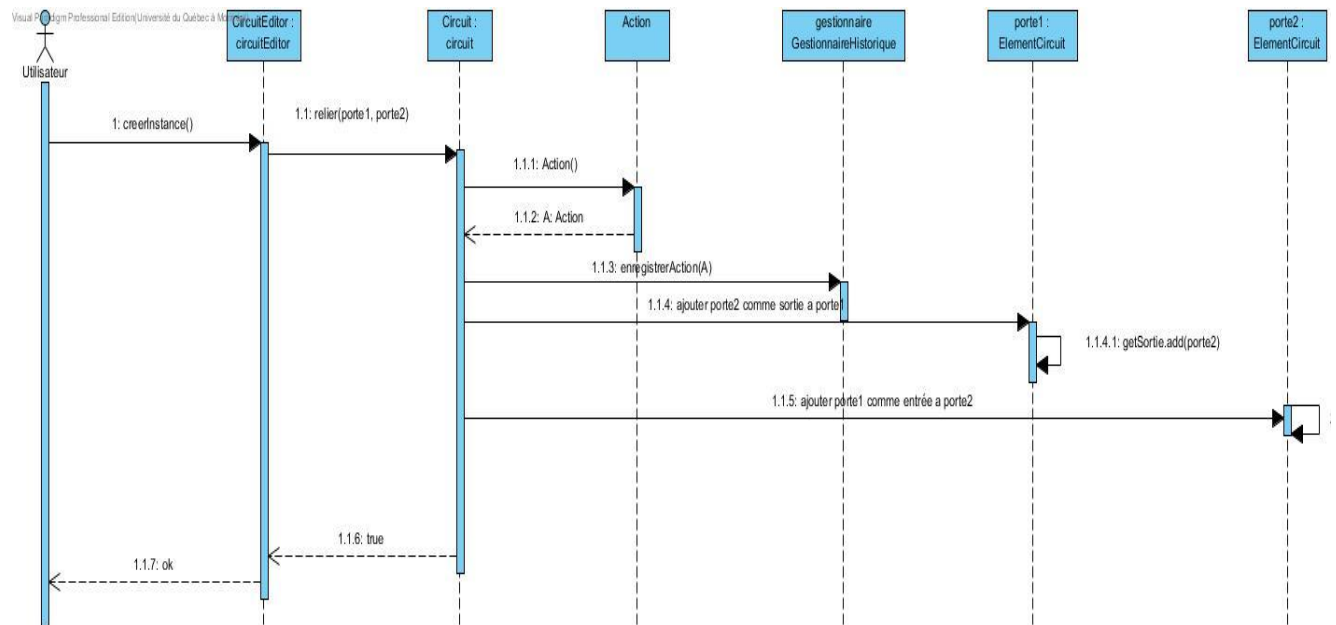 Visual Paradigm Professional Edition(Université du Québec à
Utilisateur
CircuitEditor :
circuitEditor
Circuit :
circuit
Action
gestionnaire
GestionnaireHistorique
porte1 :
ElementCircuit
porte2 :
ElementCircuit
1: creerInstance()
1.1: relier(porte1, porte2)
1.1.1: Action()
1.1.2: A: Action
1.1.3: enregistrerAction(A)
1.1.4: ajouter porte2 comme sortie a porte1
1.1.4.1: getSortie.add(porte2)
1.1.5: ajouter porte1 comme entrée a porte2
1.1.6: true
1.1.7: ok